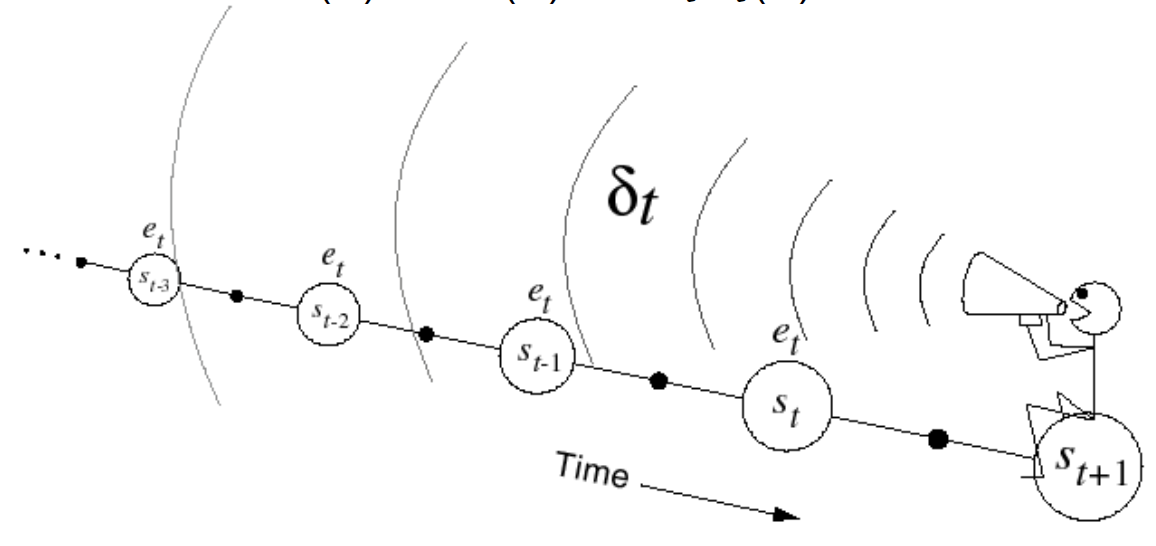 δt
e_t
e_t
e_t
e_t
s_{t-3}
s_{t-2}
s_{t-1}
s_t
s_{t+1}
Time